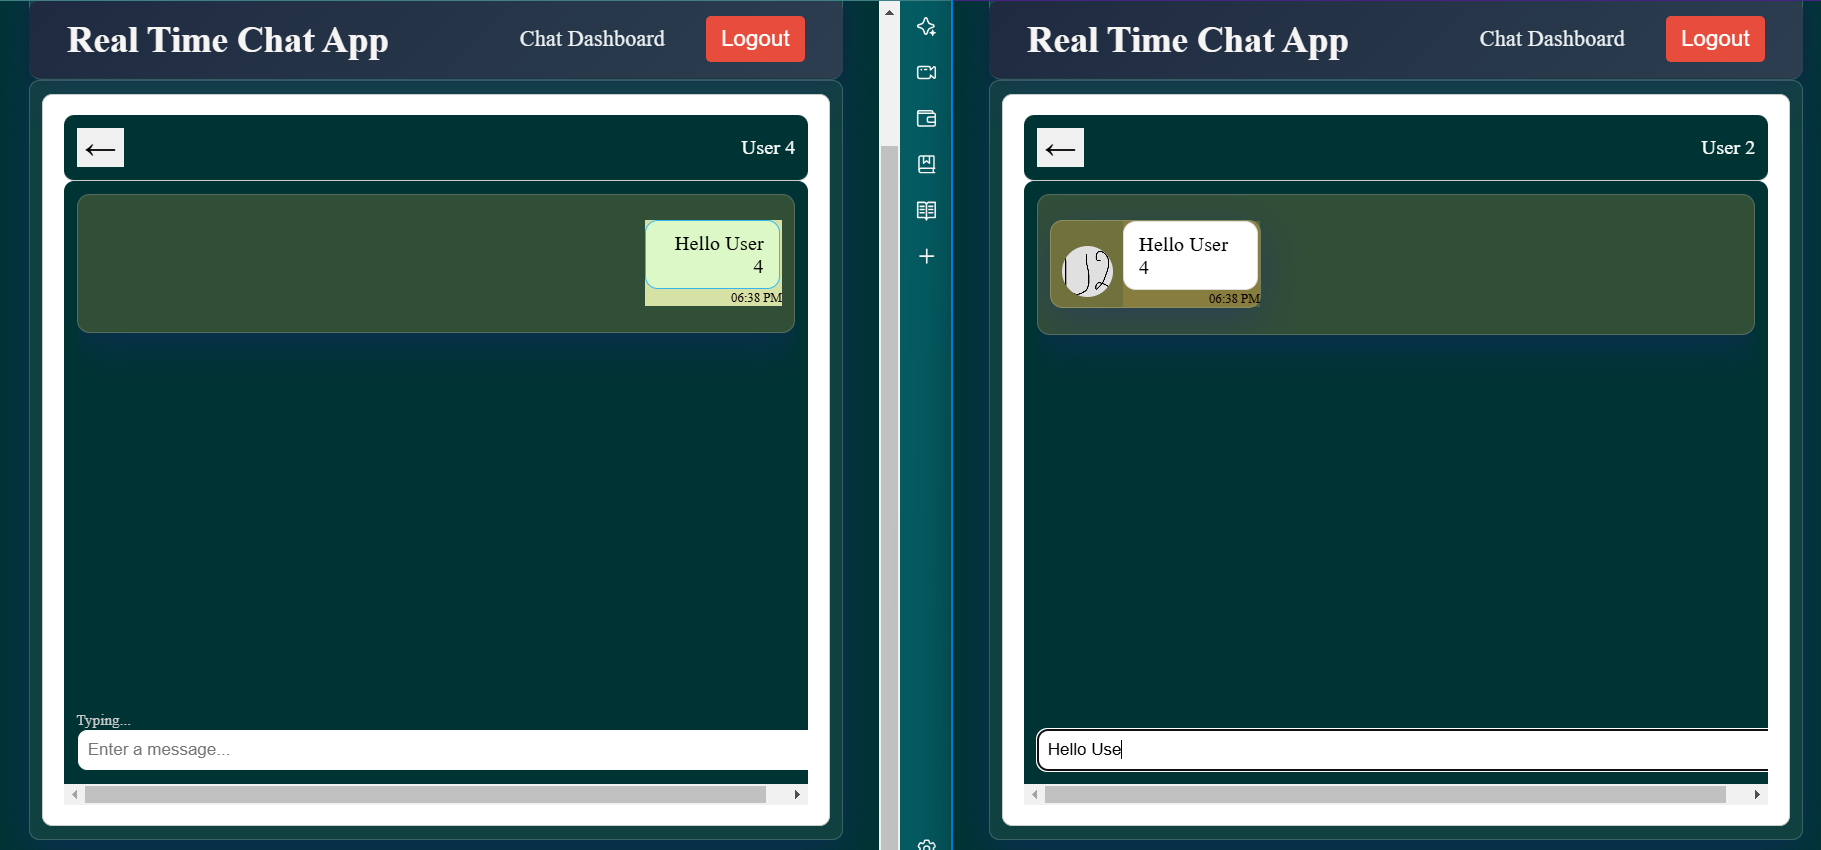 Real Time Chat App
Chat Dashboard
Logout
←
User 4
Hello User
4
06:38 PM
Typing...
Enter a message...
Real Time Chat App
Chat Dashboard
Logout
←
User 2
U2
Hello User
4
06:38 PM
Hello Use